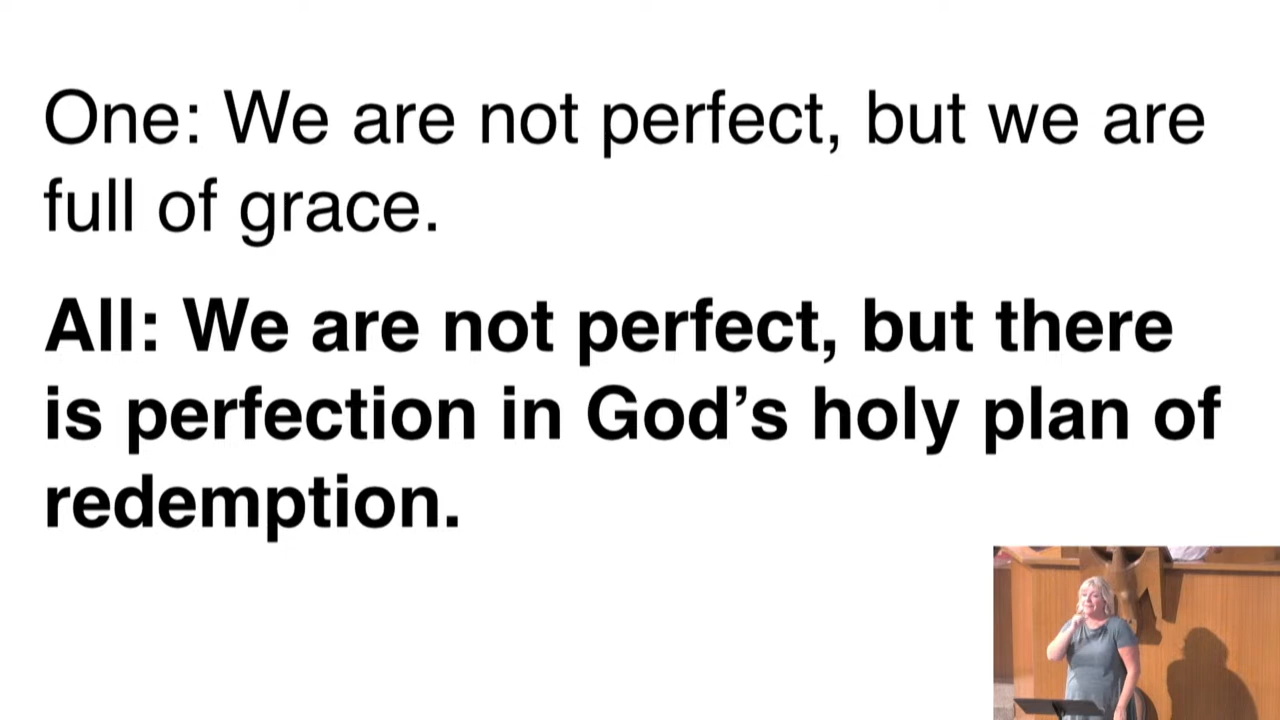 One: We are not perfect, but we are
full of grace.
All: We are not perfect, but there
is perfection in God’s holy plan of
redemption.